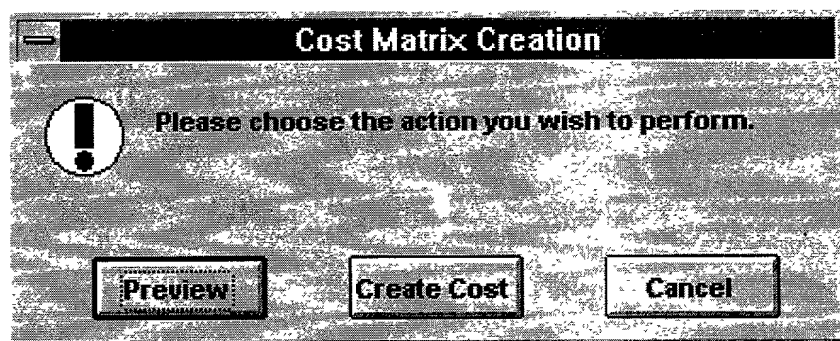 Cost Matrix Creation
Please choose the action you wish to perform.
Preview
Create Cost
Cancel